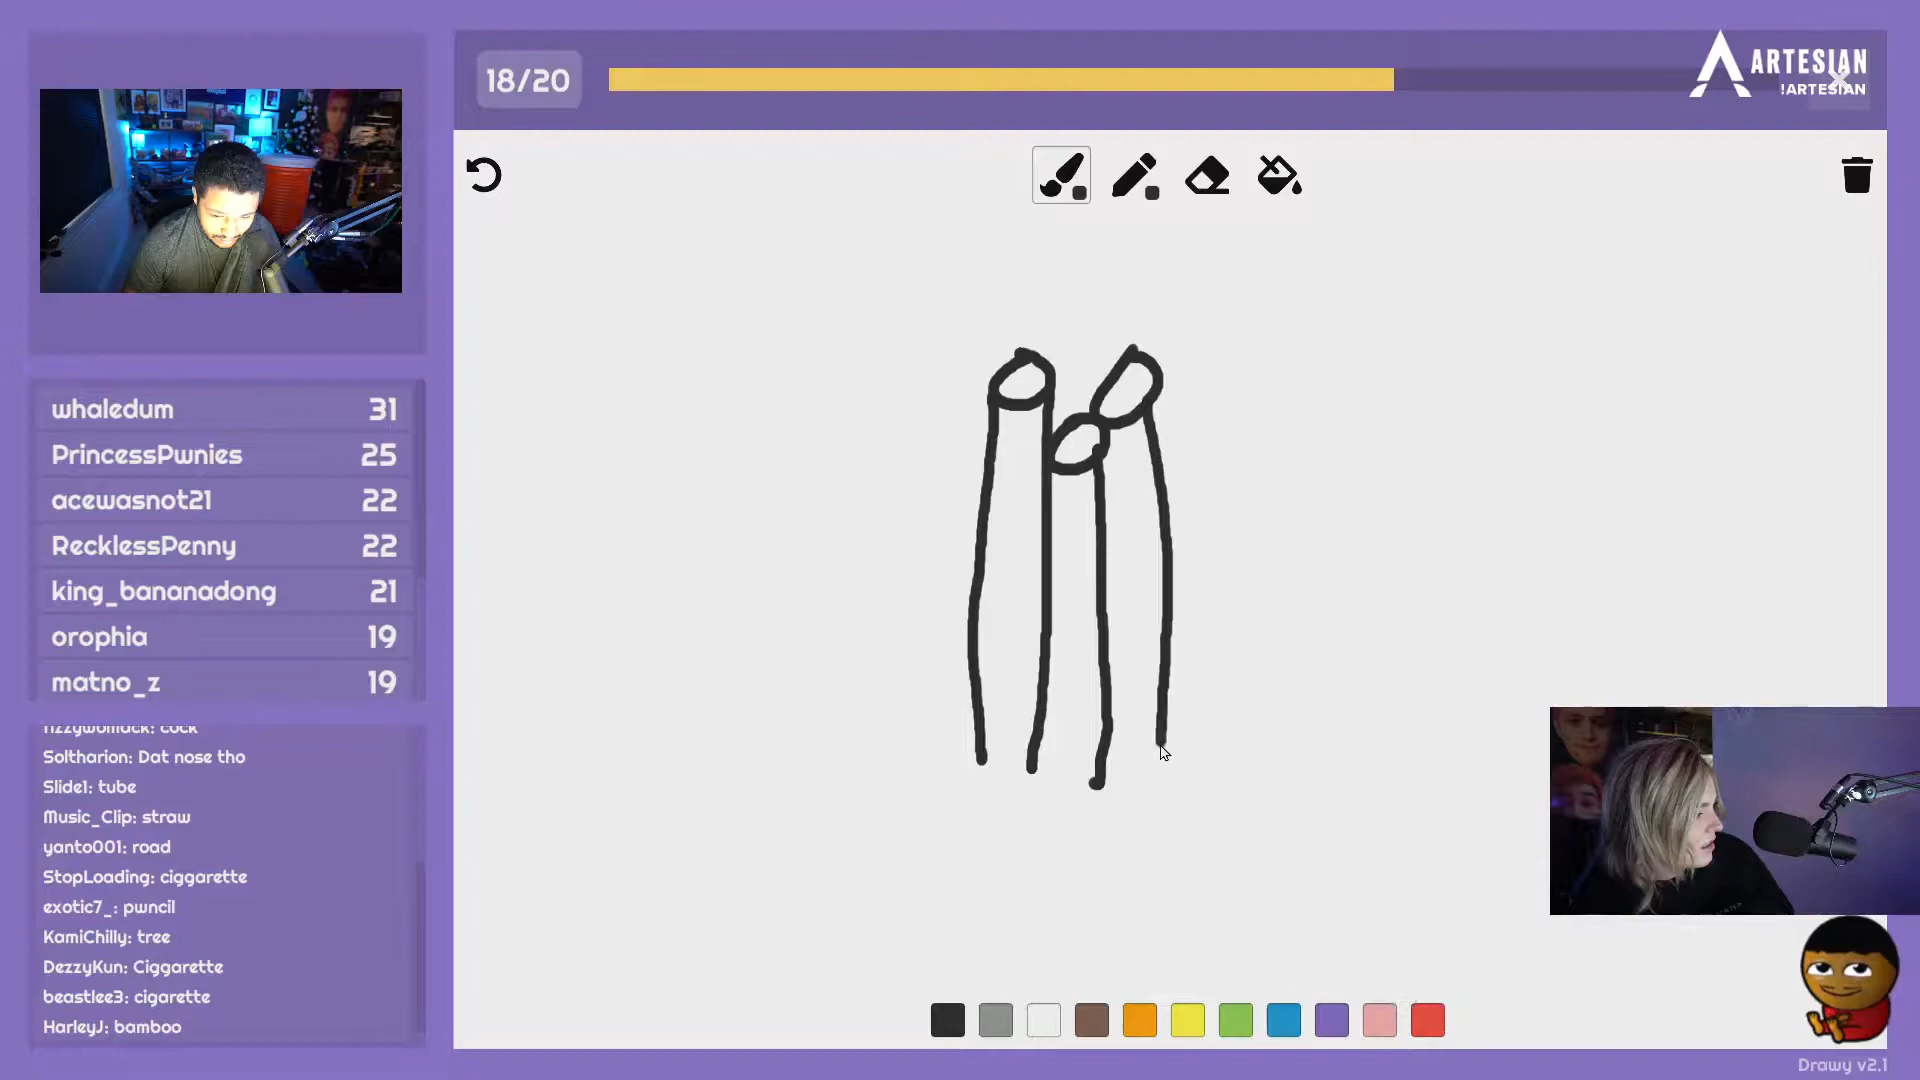 18/20
ARTESIAN
!ARTESIAN
whaledum 31
PrincessPwnies 25
acewasnot21 22
RecklessPenny 22
king_bananadong 21
orophia 19
matno_z 19
Soltharion: Dat nose tho
Slide1: tube
Music_Clip: straw
yanto001: road
StopLoading: ciggarette
exotic7_: pwncil
KamiChilly: tree
DezzyKun: Ciggarette
beastlee3: cigarette
HarleyJ: bamboo
Drawy v2.1